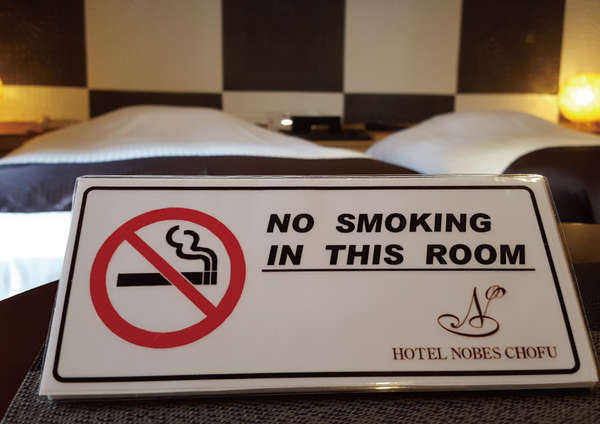 NO SMOKING
IN THIS ROOM
HOTEL NOBES CHOFU